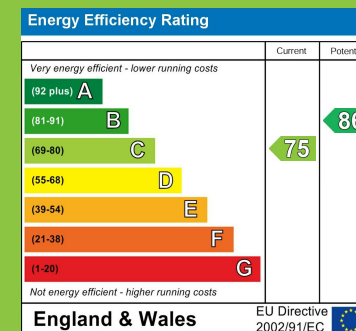 Energy Efficiency Rating
Current
Very energy efficient - lower running costs
(92 plus) A
(81-91) B
86
(69-80) C
75
(55-68) D
(39-54) E
(21-38) F
(1-20) G
Not energy efficient - higher running costs
England & Wales
EU Directive
2002/91/EC